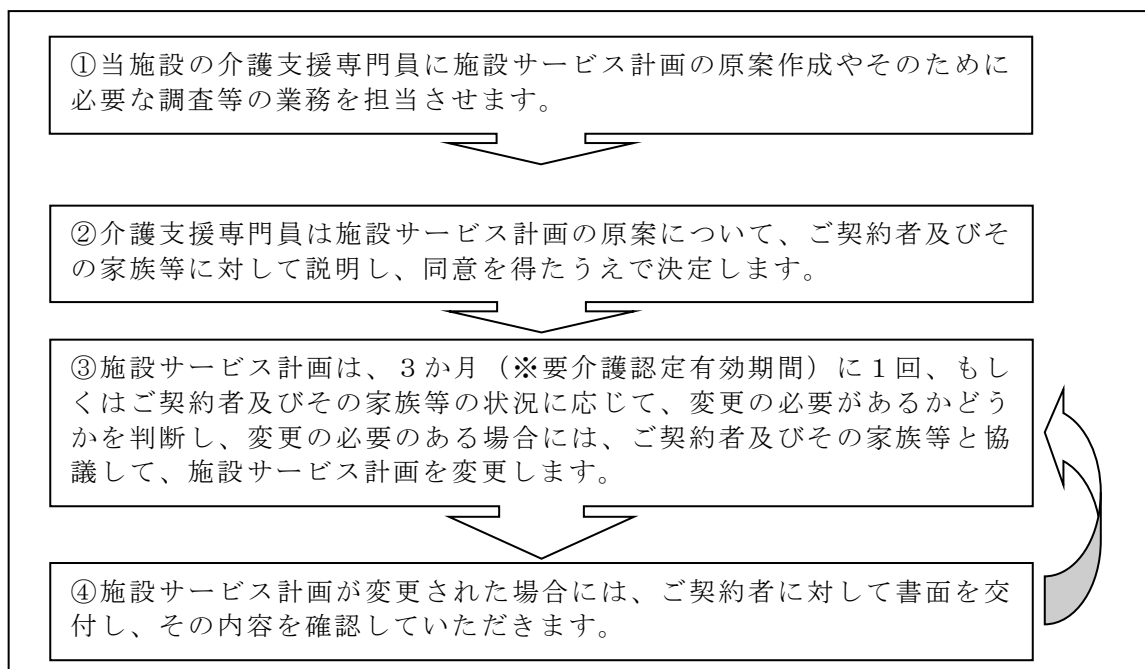 ①当施設の介護支援専門員に施設サービス計画の原案作成やそのために
必要な調査等の業務を担当させます。
②介護支援専門員は施設サービス計画の原案について、ご契約者及びそ
の家族等に対して説明し、同意を得たうえで決定します。
③施設サービス計画は、３か月（※要介護認定有効期間）に１回、もし
くはご契約者及びその家族等の状況に応じて、変更の必要があるかどう
かを判断し、変更の必要のある場合には、ご契約者及びその家族等と協
議して、施設サービス計画を変更します。
④施設サービス計画が変更された場合には、ご契約者に対して書面を交
付し、その内容を確認していただきます。